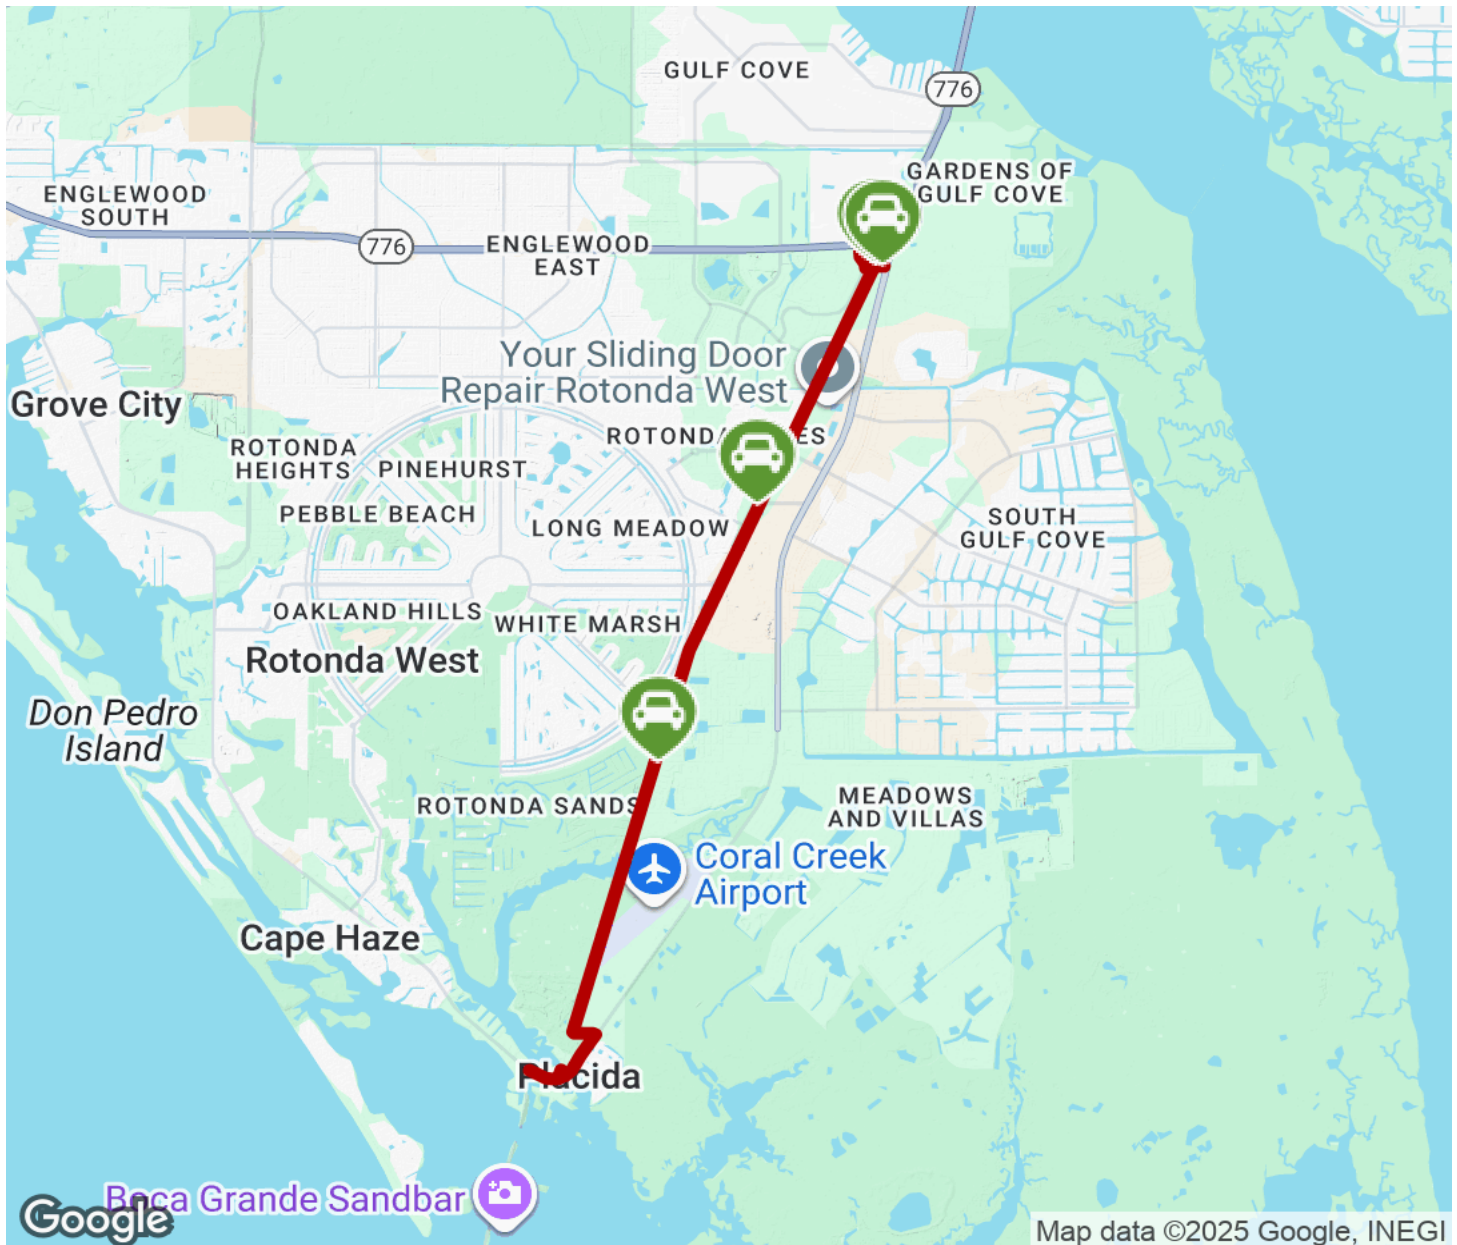 GULF COVE
776
GARDENS OF
GULF COVE
ENGLEWOOD
SOUTH
776
ENGLEWOOD
EAST
Your Sliding Door
Repair Rotonda West
Grove City
ROTONDA
HEIGHTS
PINEHURST
PEBBLE BEACH
LONG MEADOW
SOUTH
GULF COVE
OAKLAND HILLS
WHITE MARSH
Rotonda West
Don Pedro
Island
ROTONDA SANDS
MEADOWS
AND VILLAS
Coral Creek
Airport
Cape Haze
Placida
Boca Grande Sandbar
Google
Map data ©2025 Google, INEGI